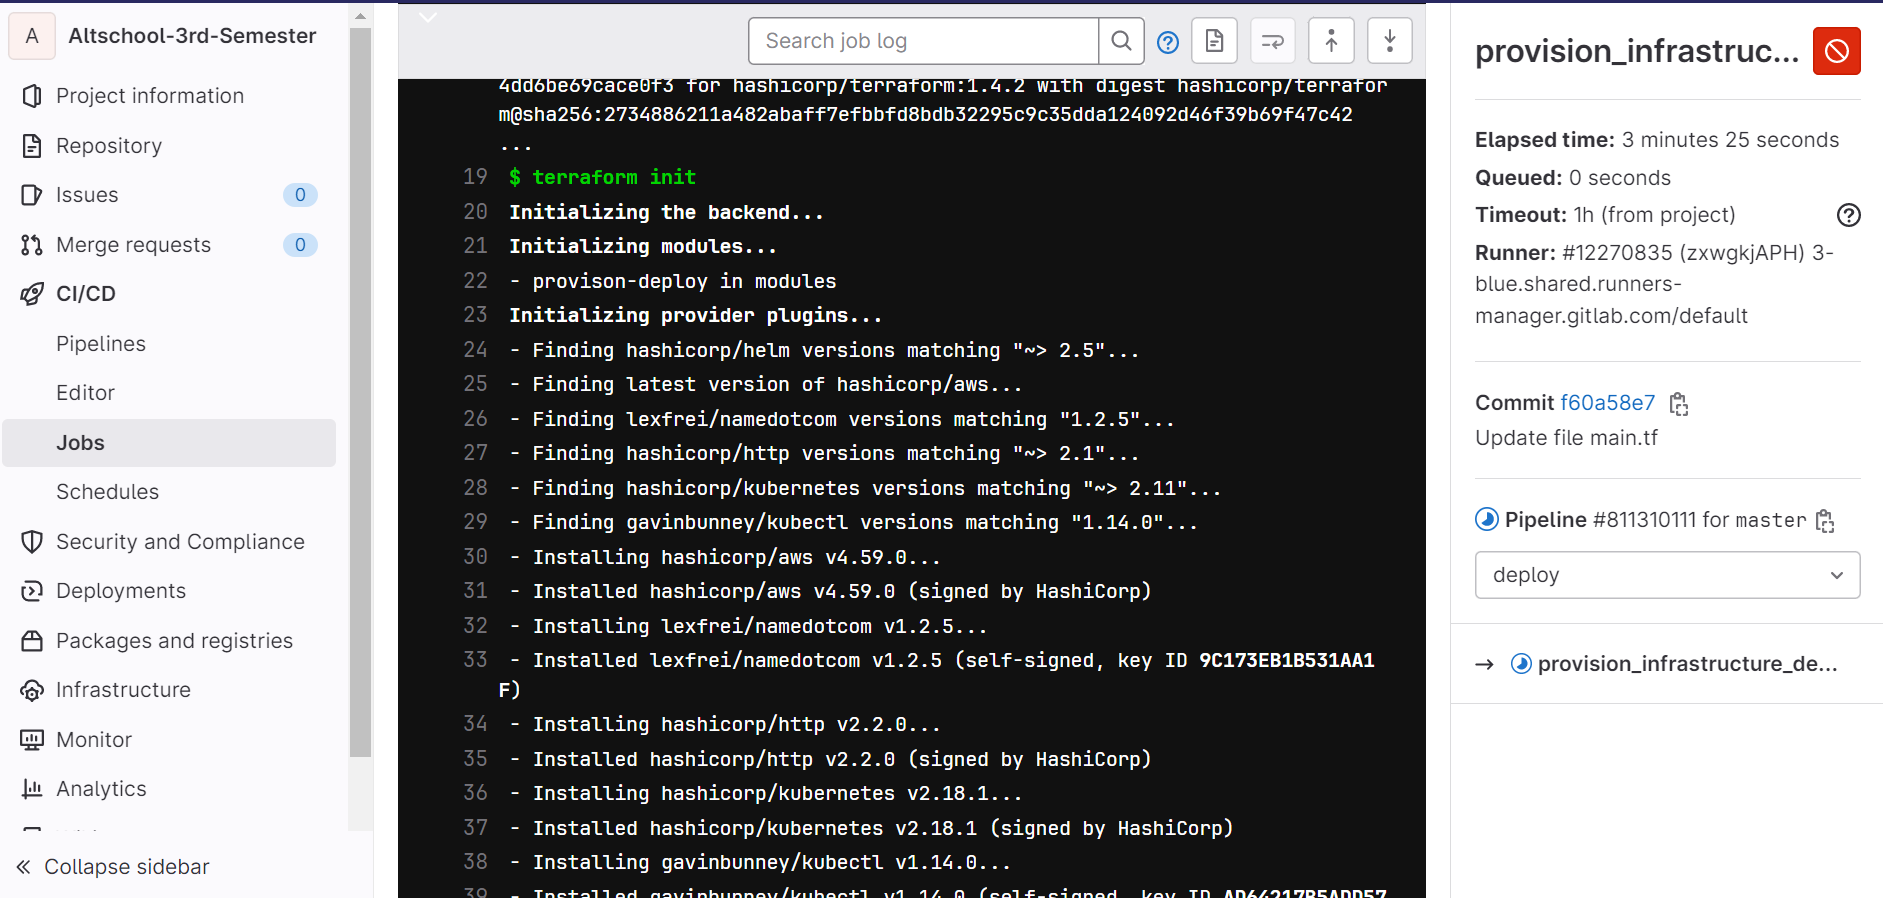 A
Altschool-3rd-Semester
Project information
Repository
Issues 0
Merge requests 0
CI/CD
Pipelines
Editor
Jobs
Schedules
Security and Compliance
Deployments
Packages and registries
Infrastructure
Monitor
Analytics
Collapse sidebar
Search job log
4dd6be69cace0f3 for hashicorp/terraform:1.4.2 with digest hashicorp/terrafor
m@sha256:2734886211a482abaff7efbbfd8bdb32295c9c35dda124092d46f39b69f47c42
...
19 $ terraform init
20 Initializing the backend...
21 Initializing modules...
22 - provison-deploy in modules
23 Initializing provider plugins...
24 - Finding hashicorp/helm versions matching "~> 2.5"...
25 - Finding latest version of hashicorp/aws...
26 - Finding lexfrei/namedotcom versions matching "1.2.5"...
27 - Finding hashicorp/http versions matching "~> 2.1"...
28 - Finding hashicorp/kubernetes versions matching "~> 2.11"...
29 - Finding gavinbunney/kubectl versions matching "1.14.0"...
30 - Installing hashicorp/aws v4.59.0...
31 - Installed hashicorp/aws v4.59.0 (signed by HashiCorp)
32 - Installing lexfrei/namedotcom v1.2.5...
33 - Installed lexfrei/namedotcom v1.2.5 (self-signed, key ID 9C173EB1B531AA1
F)
34 - Installing hashicorp/http v2.2.0...
35 - Installed hashicorp/http v2.2.0 (signed by HashiCorp)
36 - Installing hashicorp/kubernetes v2.18.1...
37 - Installed hashicorp/kubernetes v2.18.1 (signed by HashiCorp)
38 - Installing gavinbunney/kubectl v1.14.0...
39 - Installed gavinbunney/kubectl v1.14.0 (self-signed, key ID AD64217B5ADD57
provision_infrastruc...
Elapsed time: 3 minutes 25 seconds
Queued: 0 seconds
Timeout: 1h (from project)
Runner: #12270835 (zxwgkjAPH) 3-
blue.shared.runners-
manager.gitlab.com/default
Commit f60a58e7
Update file main.tf
Pipeline #811310111 for master
deploy
→ provision_infrastructure_de...